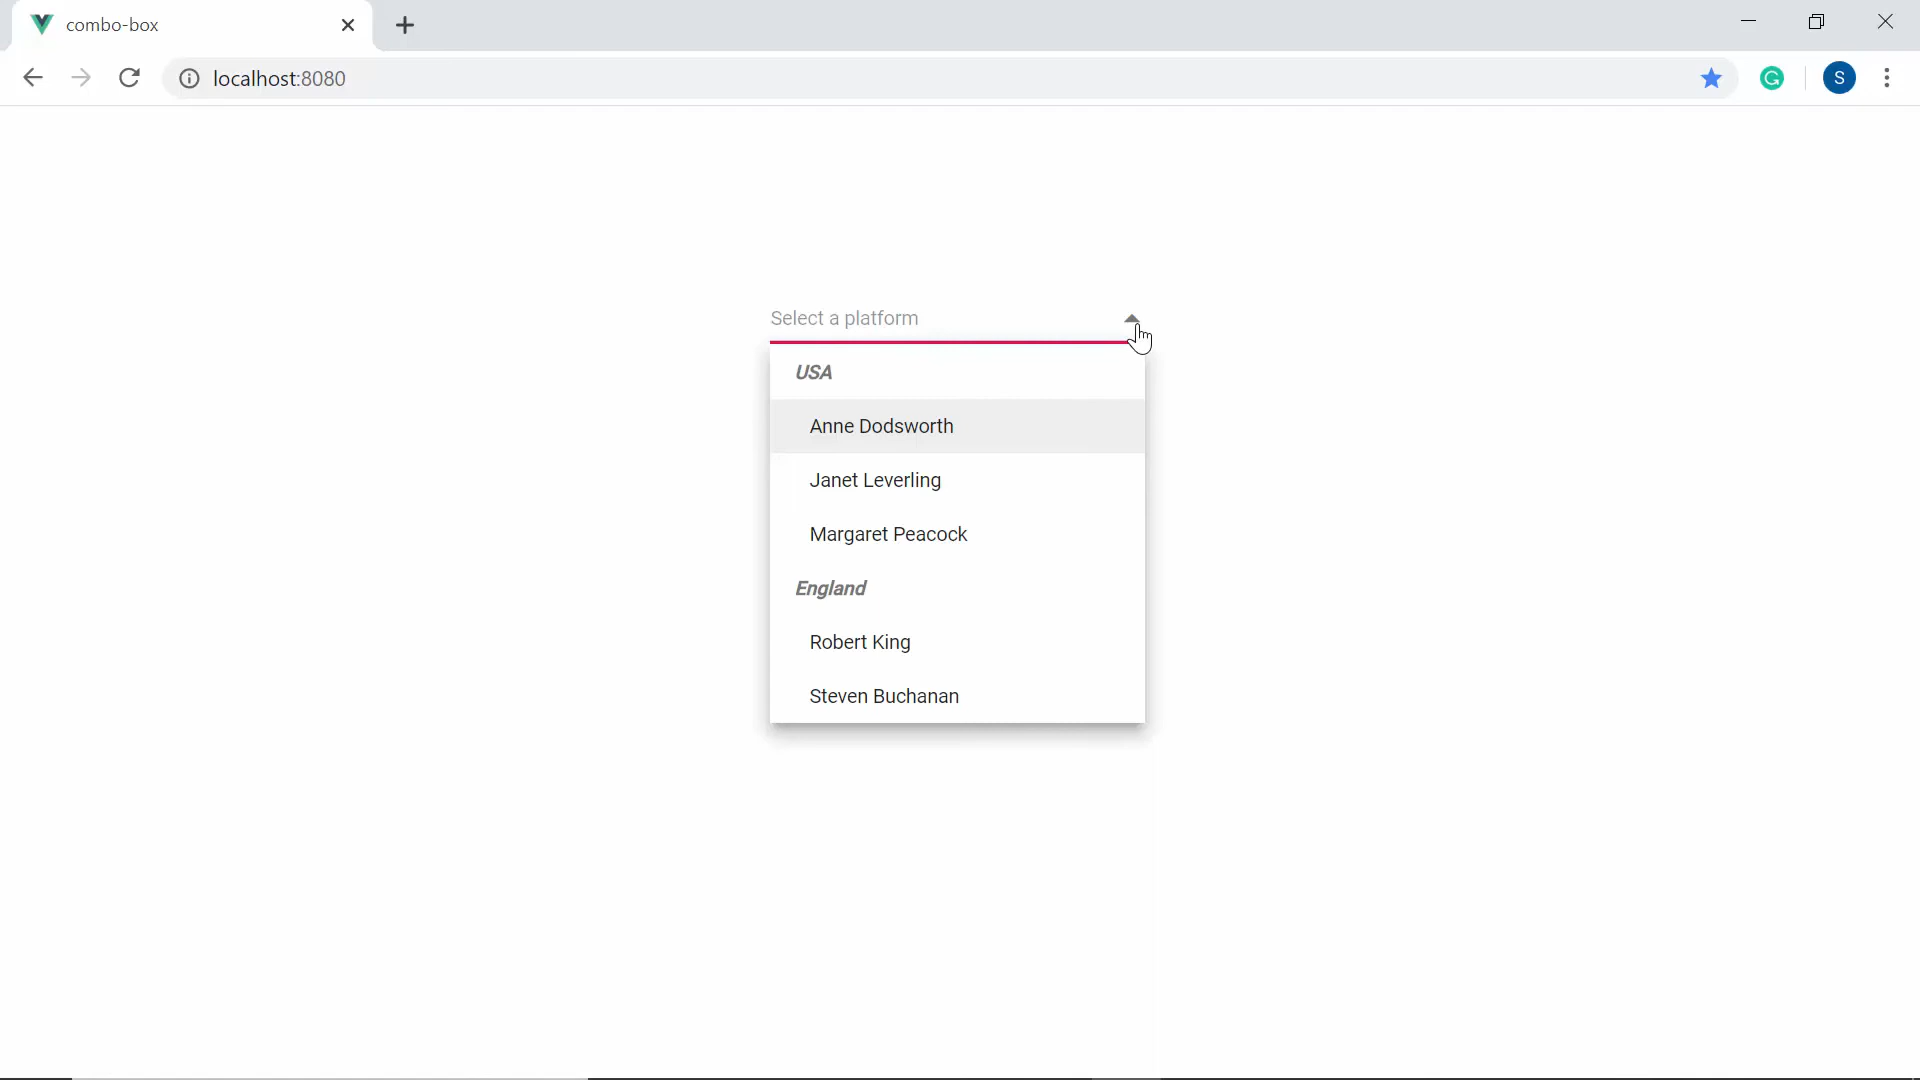 combo-box
localhost:8080
S
Select a platform
USA
Anne Dodsworth
Janet Leverling
Margaret Peacock
England
Robert King
Steven Buchanan